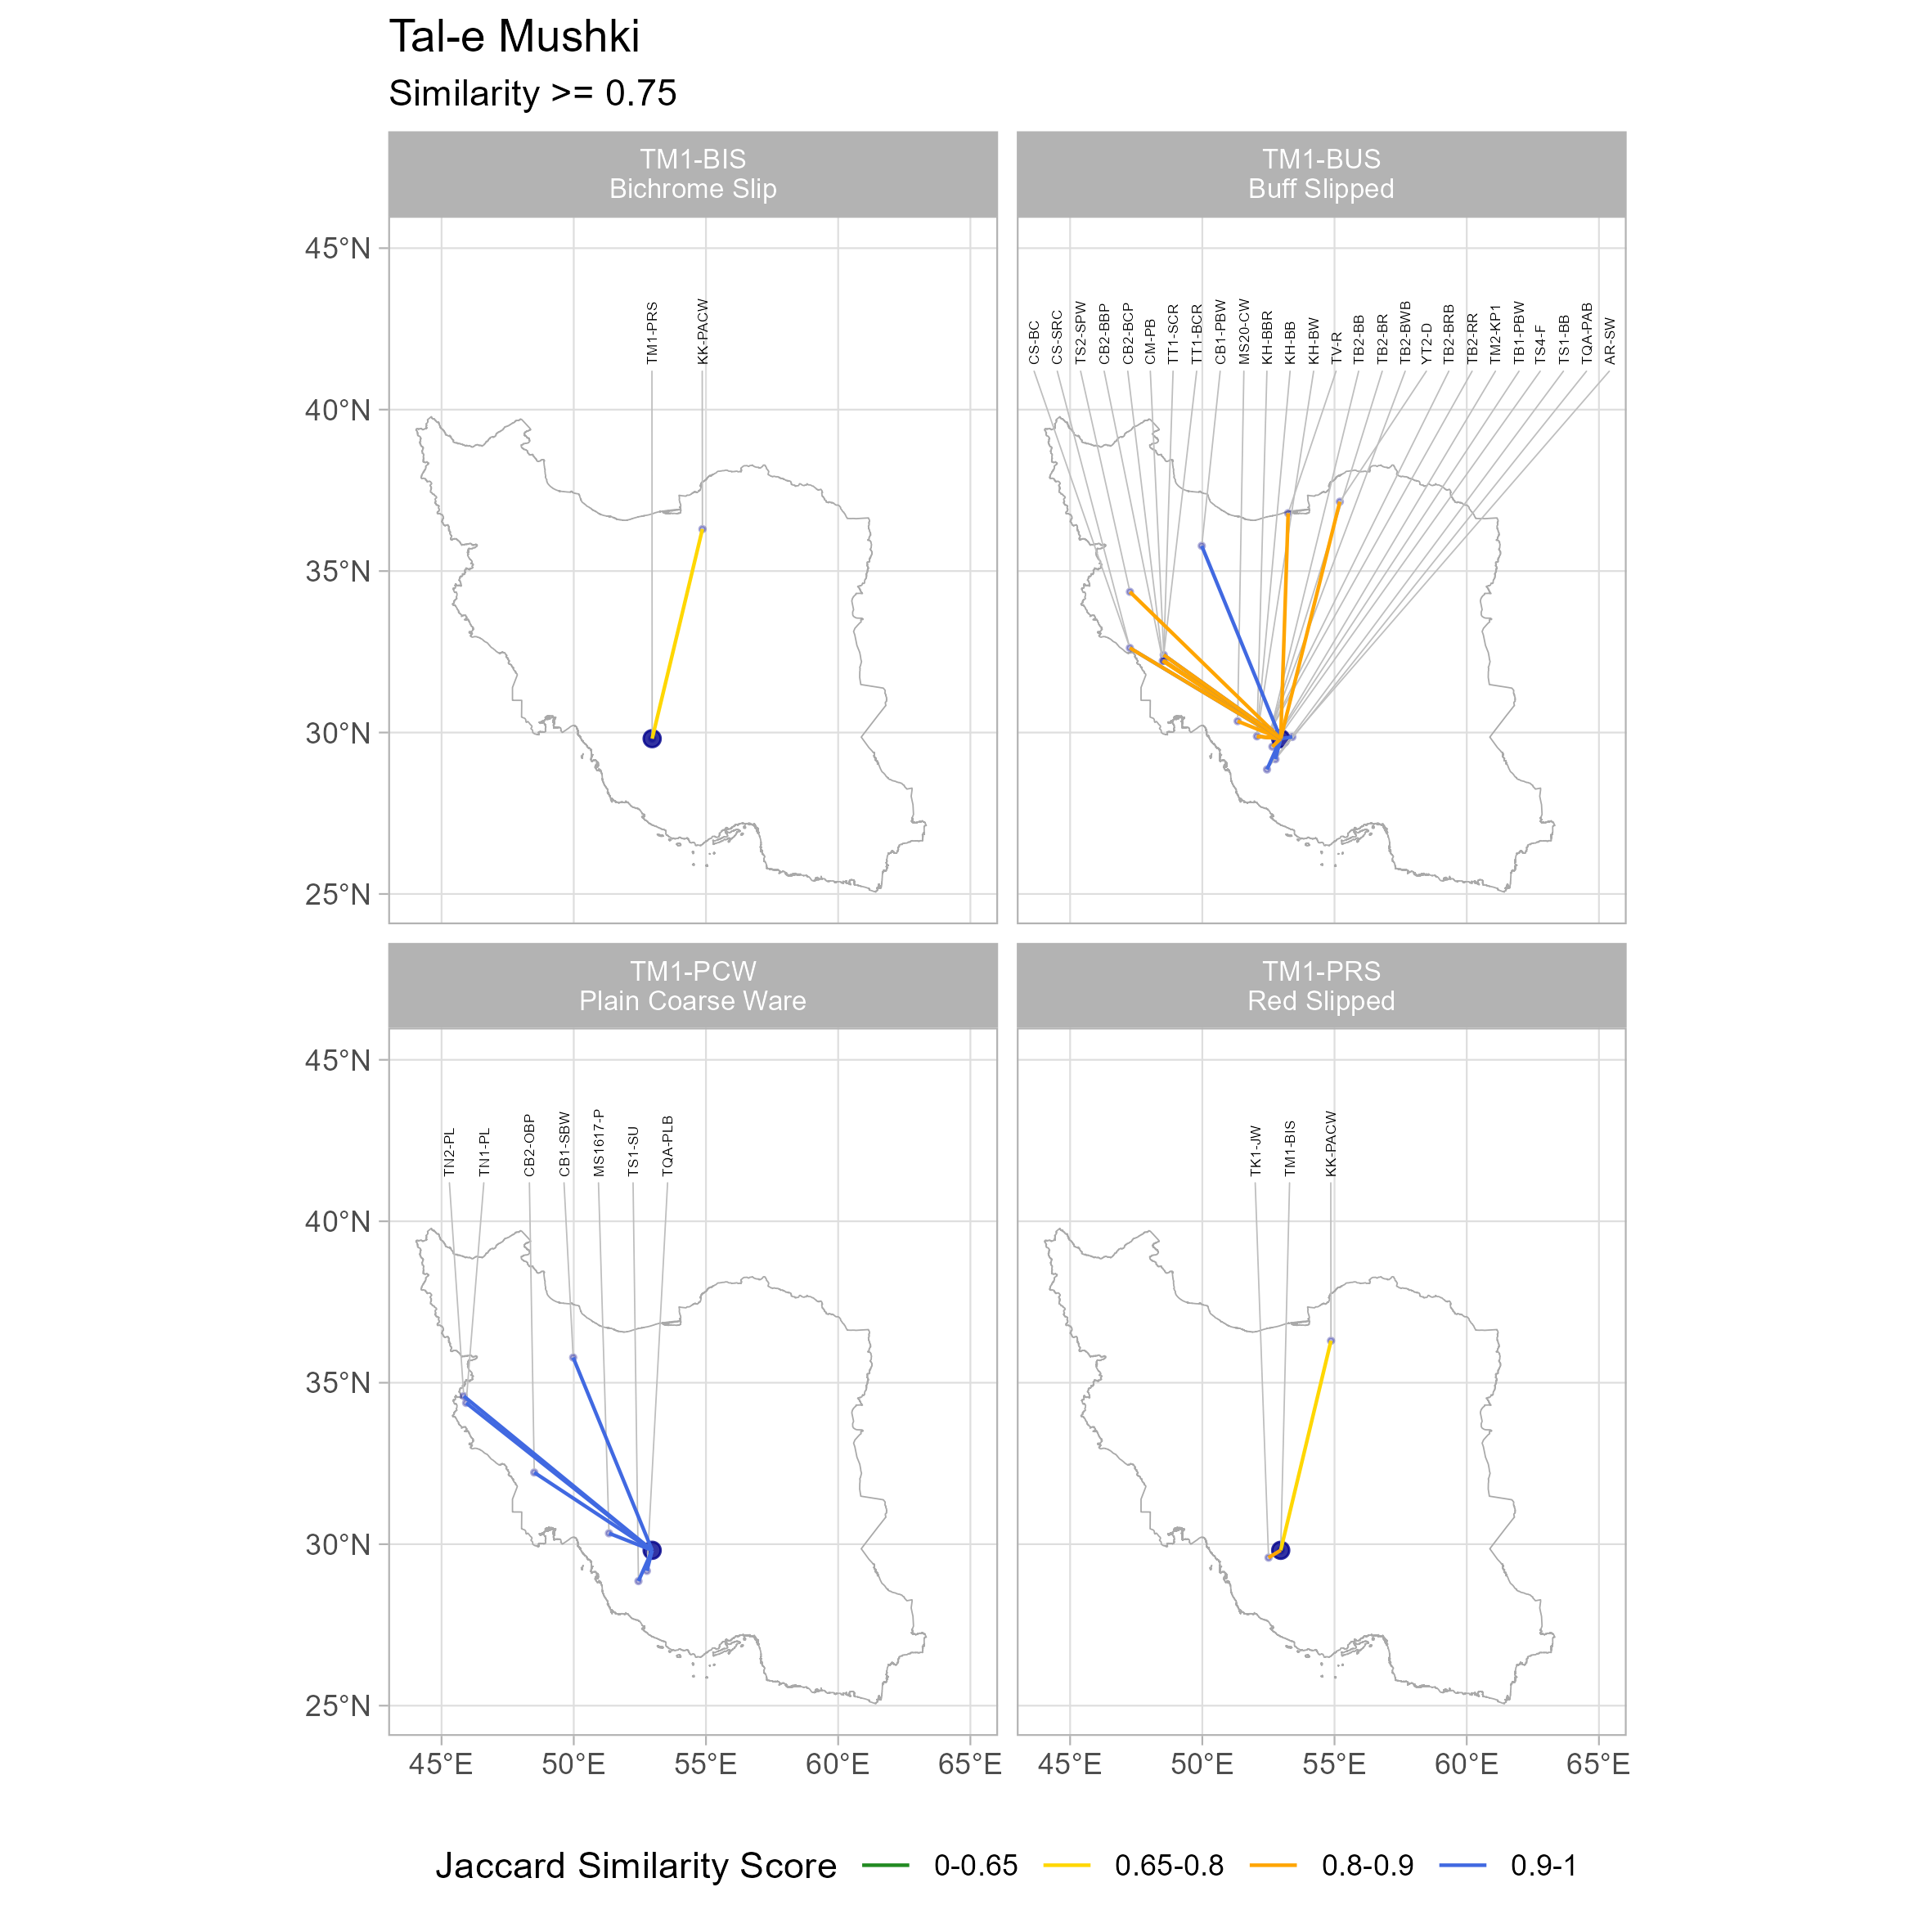 Tal-e Mushki
Similarity >= 0.75
TM1-BIS
Bichrome Slip
TM1-BUS
Buff Slipped
45°N
40°N
35°N
30°N
25°N
TM1-PRS
KK-PACW
CS-BC
CS-SRC
TS2-SPW
CB2-BBP
CB2-BCP
CM-PB
TT1-SCR
TT1-BCR
CB1-PBW
MS20-CW
KH-BBR
KH-BB
KH-BW
TV-R
TB2-BB
TB2-BR
TB2-BWB
YT2-D
TB2-BRB
TB2-RR
TM2-KP1
TB1-PBW
TS4-F
TS1-BB
TQA-PAB
AR-SW
TM1-PCW
Plain Coarse Ware
TM1-PRS
Red Slipped
45°N
40°N
35°N
30°N
25°N
TN2-PL
TN1-PL
CB2-OBP
CB1-SBW
MS1617-P
TS1-SU
TQA-PLB
TK1-JW
TM1-BIS
KK-PACW
45°E 50°E 55°E 60°E 65°E
45°E 50°E 55°E 60°E 65°E
Jaccard Similarity Score 0-0.65 0.65-0.8 0.8-0.9 0.9-1